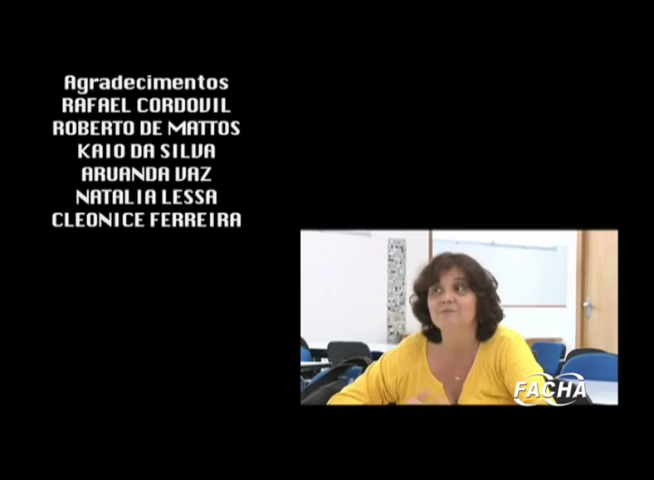 Agradecimentos
RAFAEL CORDOVIL
ROBERTO DE MATTOS
KAIO DA SILVA
ARUANDA VAZ
NATALIA LESSA
CLEONICE FERREIRA
FACHA